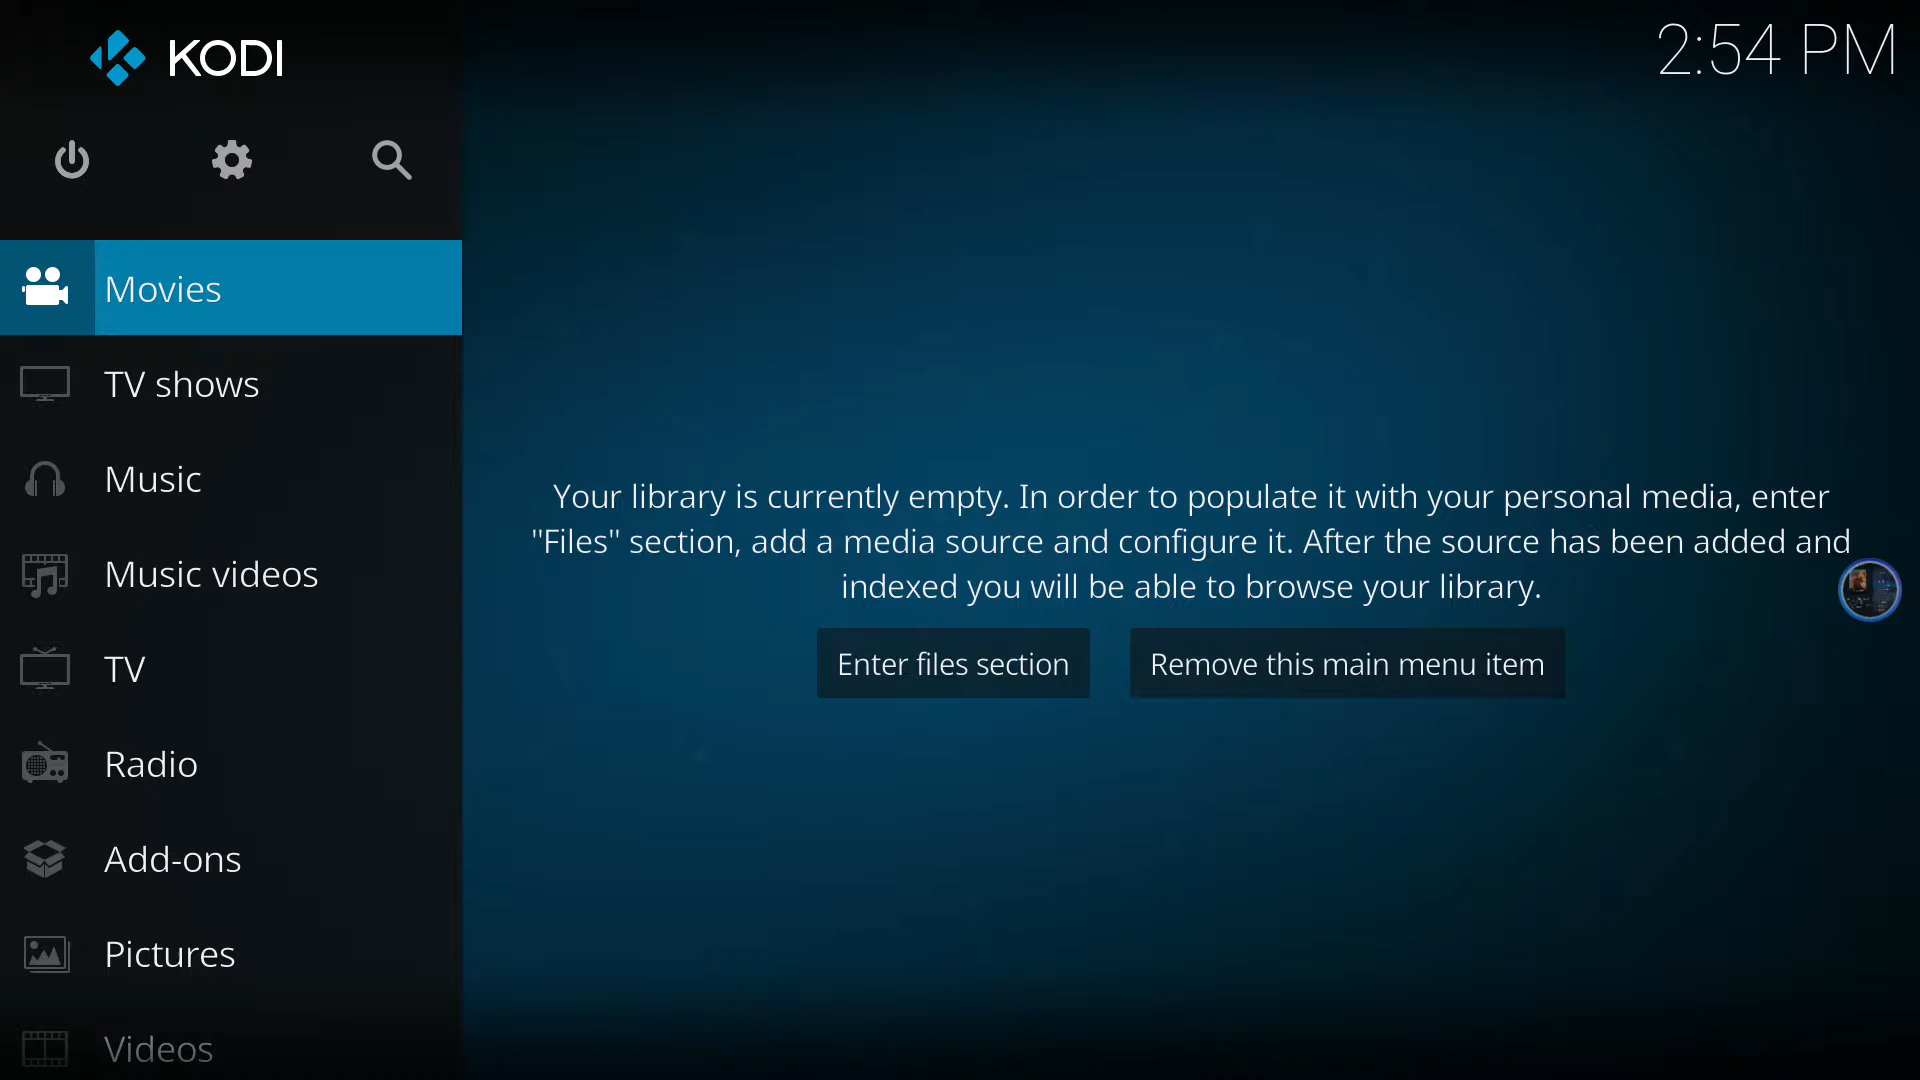 KODI
2:54 PM
Movies
TV shows
Music
Music videos
TV
Radio
Add-ons
Pictures
Videos
Your library is currently empty. In order to populate it with your personal media, enter
"Files" section, add a media source and configure it. After the source has been added and
indexed you will be able to browse your library.
Enter files section
Remove this main menu item